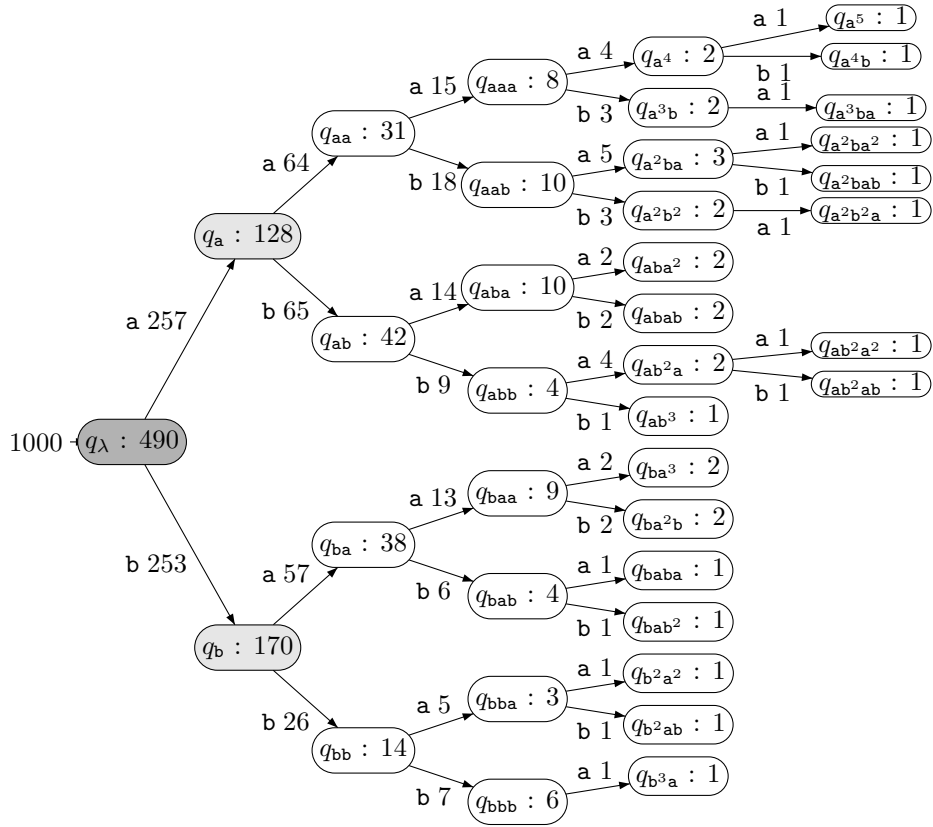 a 1
q_{a^5} : 1
a 4
q_{a^4} : 2
b 1
q_{a^4b} : 1
a 15
q_{aaa} : 8
b 3
q_{a^3b} : 2
a 1
q_{a^3ba} : 1
q_{aa} : 31
a 64
b 18
q_{aab} : 10
a 5
q_{a^2ba} : 3
a 1
q_{a^2ba^2} : 1
b 1
q_{a^2bab} : 1
b 3
q_{a^2b^2} : 2
a 1
q_{a^2b^2a} : 1
q_a : 128
a 257
b 65
q_{ab} : 42
a 14
q_{aba} : 10
a 2
q_{aba^2} : 2
b 2
q_{abab} : 2
b 9
q_{abb} : 4
a 4
q_{ab^2a} : 2
a 1
q_{ab^2a^2} : 1
b 1
q_{ab^2ab} : 1
b 1
q_{ab^3} : 1
1000
q_λ : 490
b 253
q_b : 170
a 57
q_{ba} : 38
a 13
q_{baa} : 9
a 2
q_{ba^3} : 2
b 2
q_{ba^2b} : 2
b 6
q_{bab} : 4
a 1
q_{baba} : 1
b 1
q_{bab^2} : 1
b 26
q_{bb} : 14
a 5
q_{bba} : 3
a 1
q_{b^2a^2} : 1
b 1
q_{b^2ab} : 1
b 7
q_{bbb} : 6
a 1
q_{b^3a} : 1